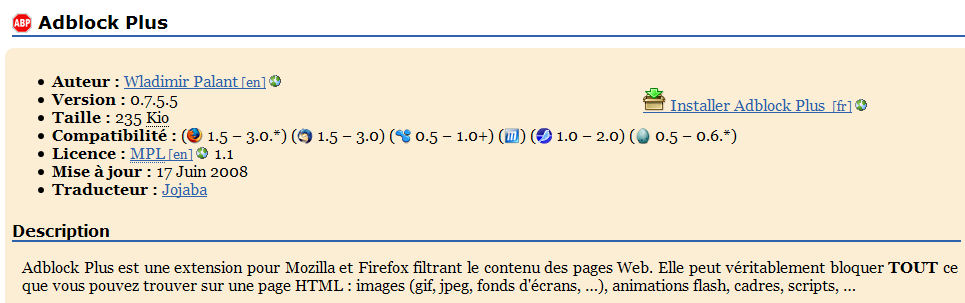 ABP Adblock Plus
Auteur : Wladimir Palant [en]
Version : 0.7.5.5
Installer Adblock Plus [fr]
Taille : 235 Kio
Compatibilité : ( 1.5 – 3.0.*) ( 1.5 – 3.0) ( 0.5 – 1.0+) ( ) ( 1.0 – 2.0) ( 0.5 – 0.6.*)
Licence : MPL [en] 1.1
Mise à jour : 17 Juin 2008
Traducteur : Jojaba
Description
Adblock Plus est une extension pour Mozilla et Firefox filtrant le contenu des pages Web. Elle peut véritablement bloquer TOUT ce
que vous pouvez trouver sur une page HTML : images (gif, jpeg, fonds d'écrans, ...), animations flash, cadres, scripts, ...